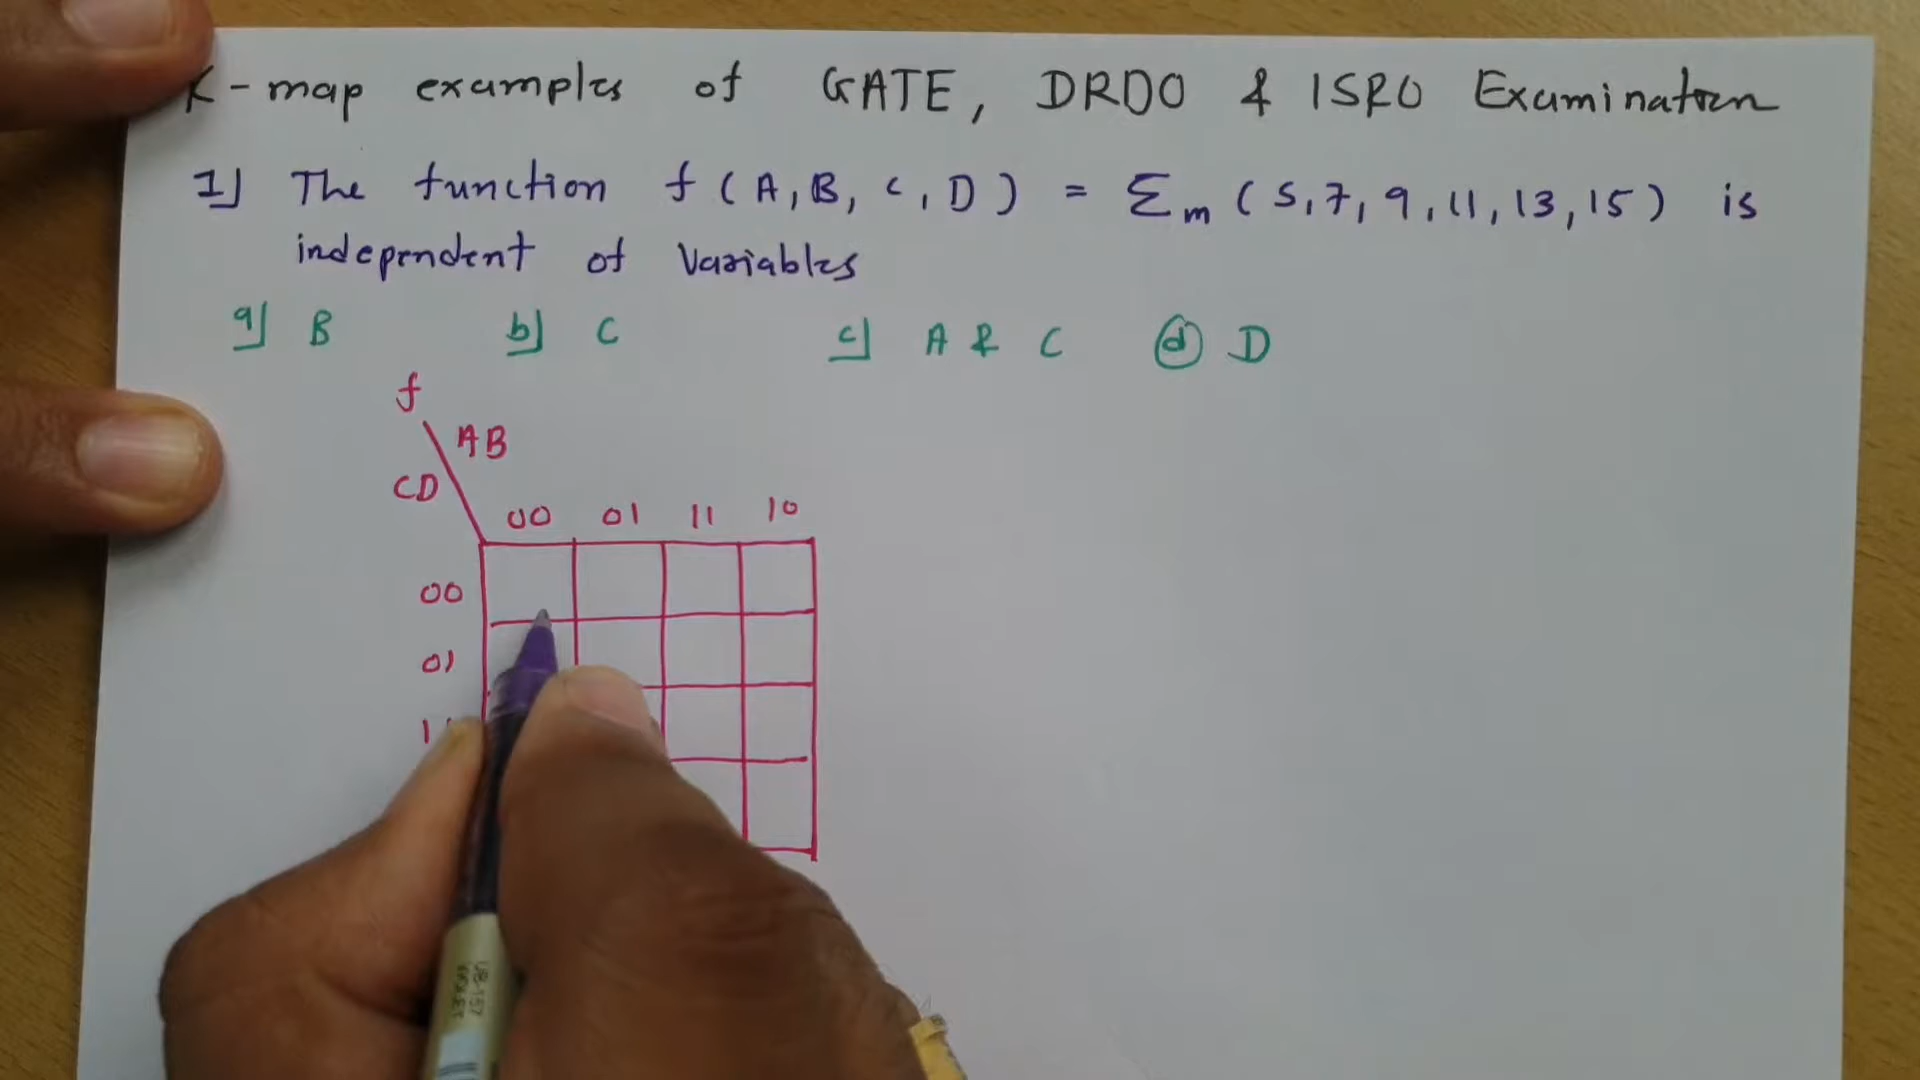 K-map examples of GATE, DRDO & ISRO Examination
1] The function f(A,B,C,D) = Σm(5,7,9,11,13,15) is
independent of Variables
a] B b] C c] A & C d D
f
AB
CD
00 01 11 10
00
01